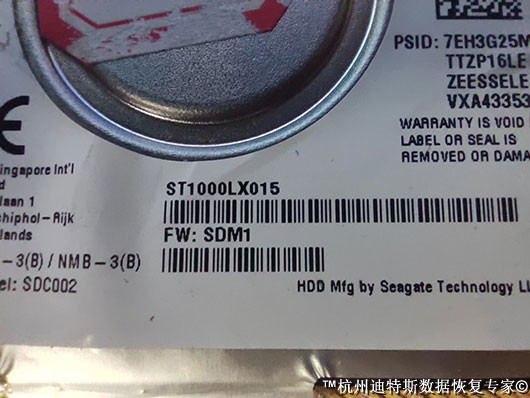 PSID: 7EH3G25M
TTZP16LE
ZEESSELE
VXA43353
WARRANTY IS VOID
LABEL OR SEAL IS
REMOVED OR DAMA
CE
ingapore Int'l
d
laan 1
chiphol-Rijk
lands
-3(B) / NMB-3(B)
el: SDC002
ST1000LX015
FW: SDM1
HDD Mfg by Seagate Technology LL
™杭州迪特斯数据恢复专家©